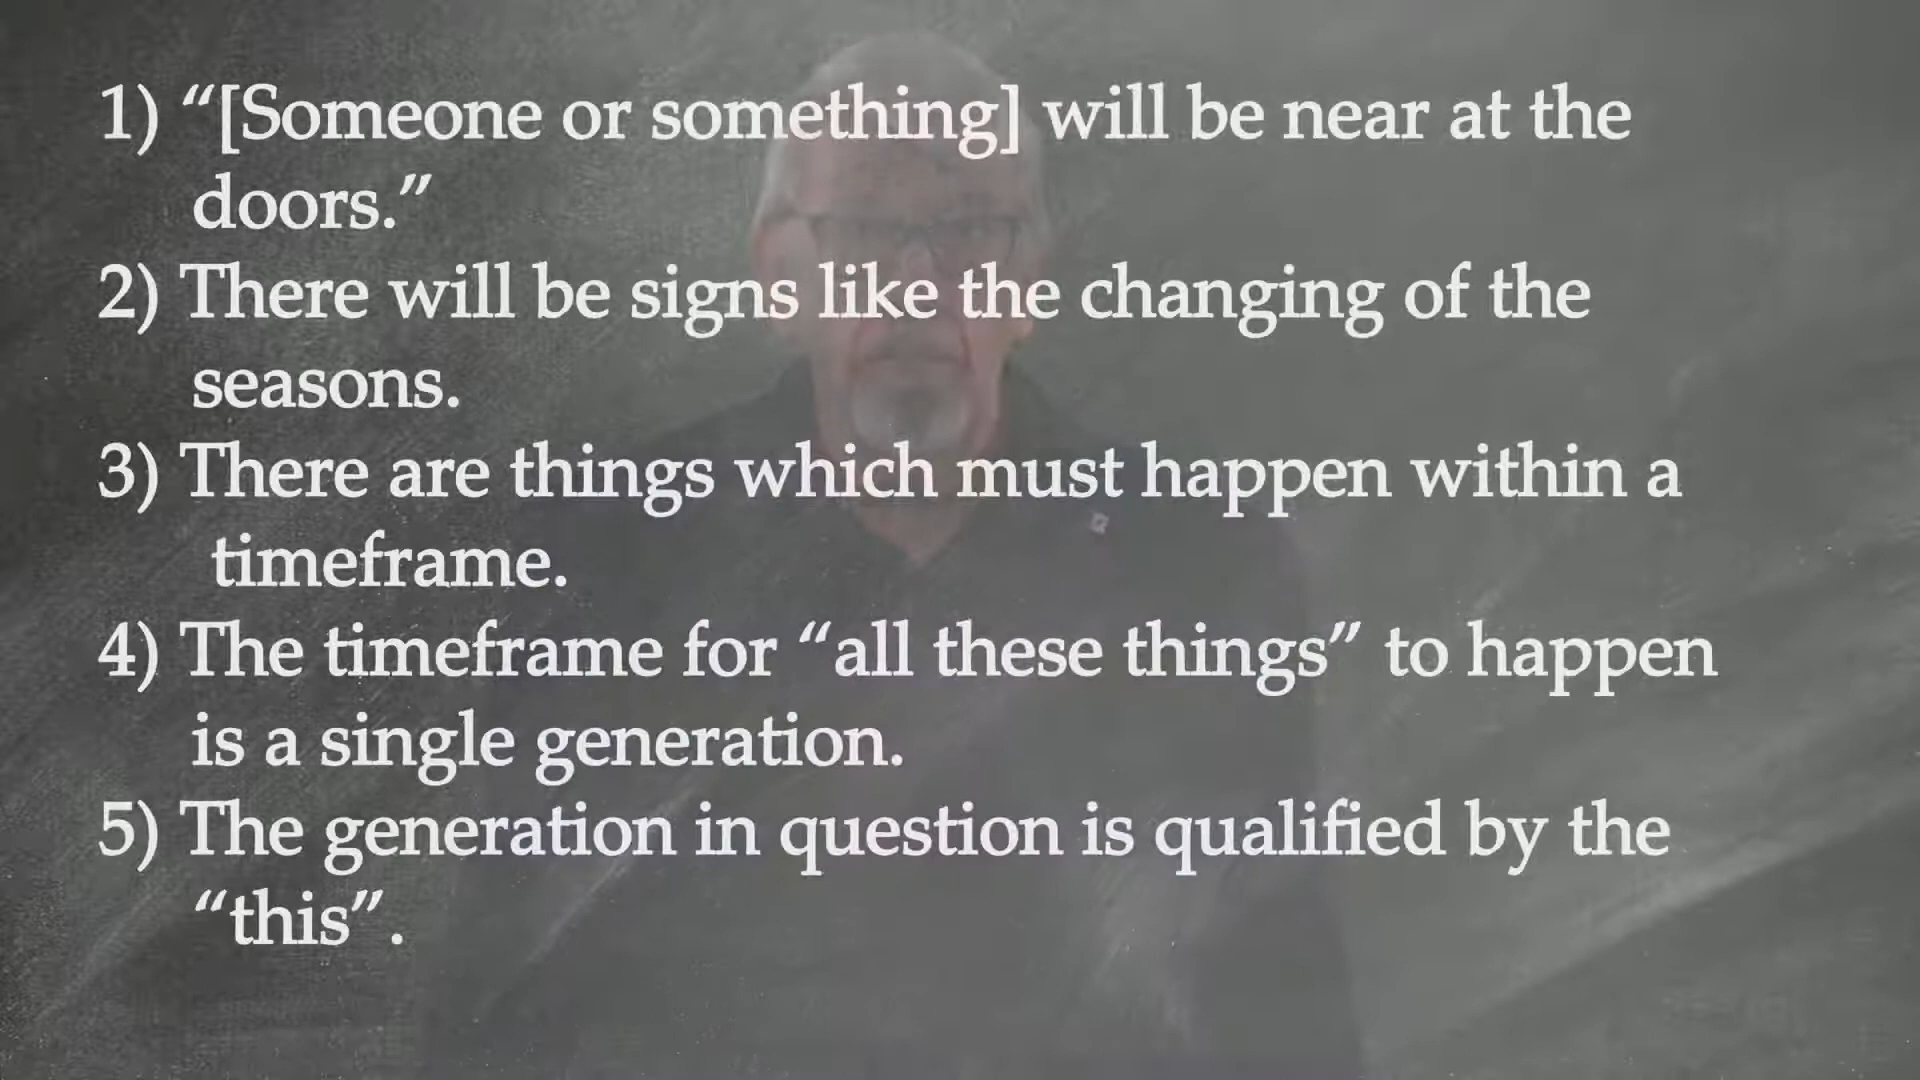 1) “[Someone or something] will be near at the
doors.”
2) There will be signs like the changing of the
seasons.
3) There are things which must happen within a
timeframe.
4) The timeframe for “all these things” to happen
is a single generation.
5) The generation in question is qualified by the
“this”.